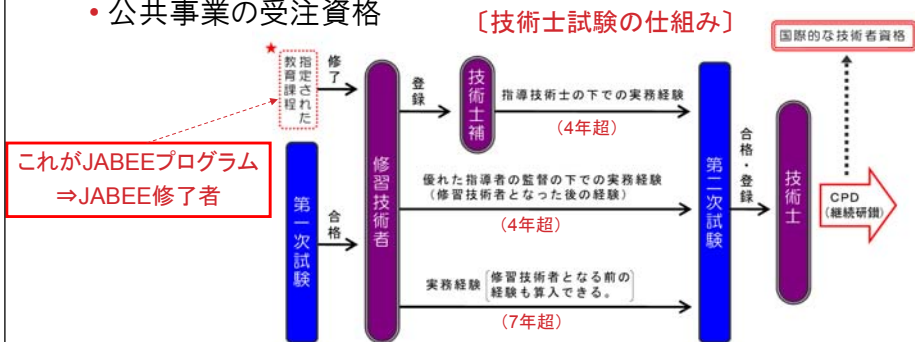 • 公共事業の受注資格
〔技術士試験の仕組み〕
国際的な技術者資格
★
指定された
教育課程
修了
これがJABEEプログラム
⇒JABEE修了者
第一次試験
合格
修習技術者
登録
技術士補
指導技術士の下での実務経験
(4年超)
優れた指導者の監督の下での実務経験
(修習技術者となった後の経験)
(4年超)
実務経験
修習技術者となる前の
経験も算入できる。
(7年超)
第二次試験
合格・登録
技術士
CPD
(継続研鑽)